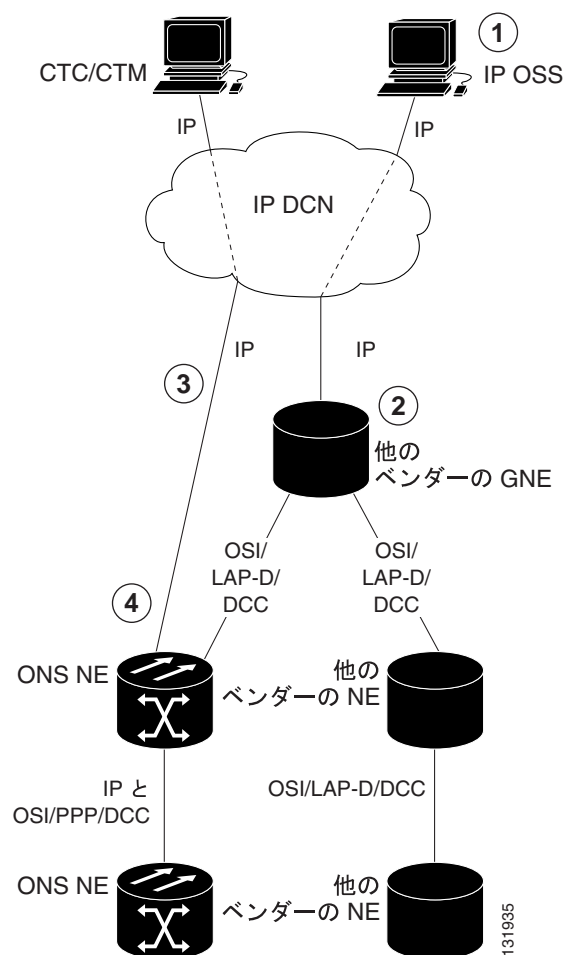 1
CTC/CTM
IP OSS
IP
IP
IP DCN
IP
IP
3
2
他の
ベンダーの GNE
OSI/
LAP-D/
DCC
OSI/
LAP-D/
DCC
4
ONS NE
他の
ベンダーの NE
IP と
OSI/PPP/DCC
OSI/LAP-D/DCC
ONS NE
他の
ベンダーの NE
131935